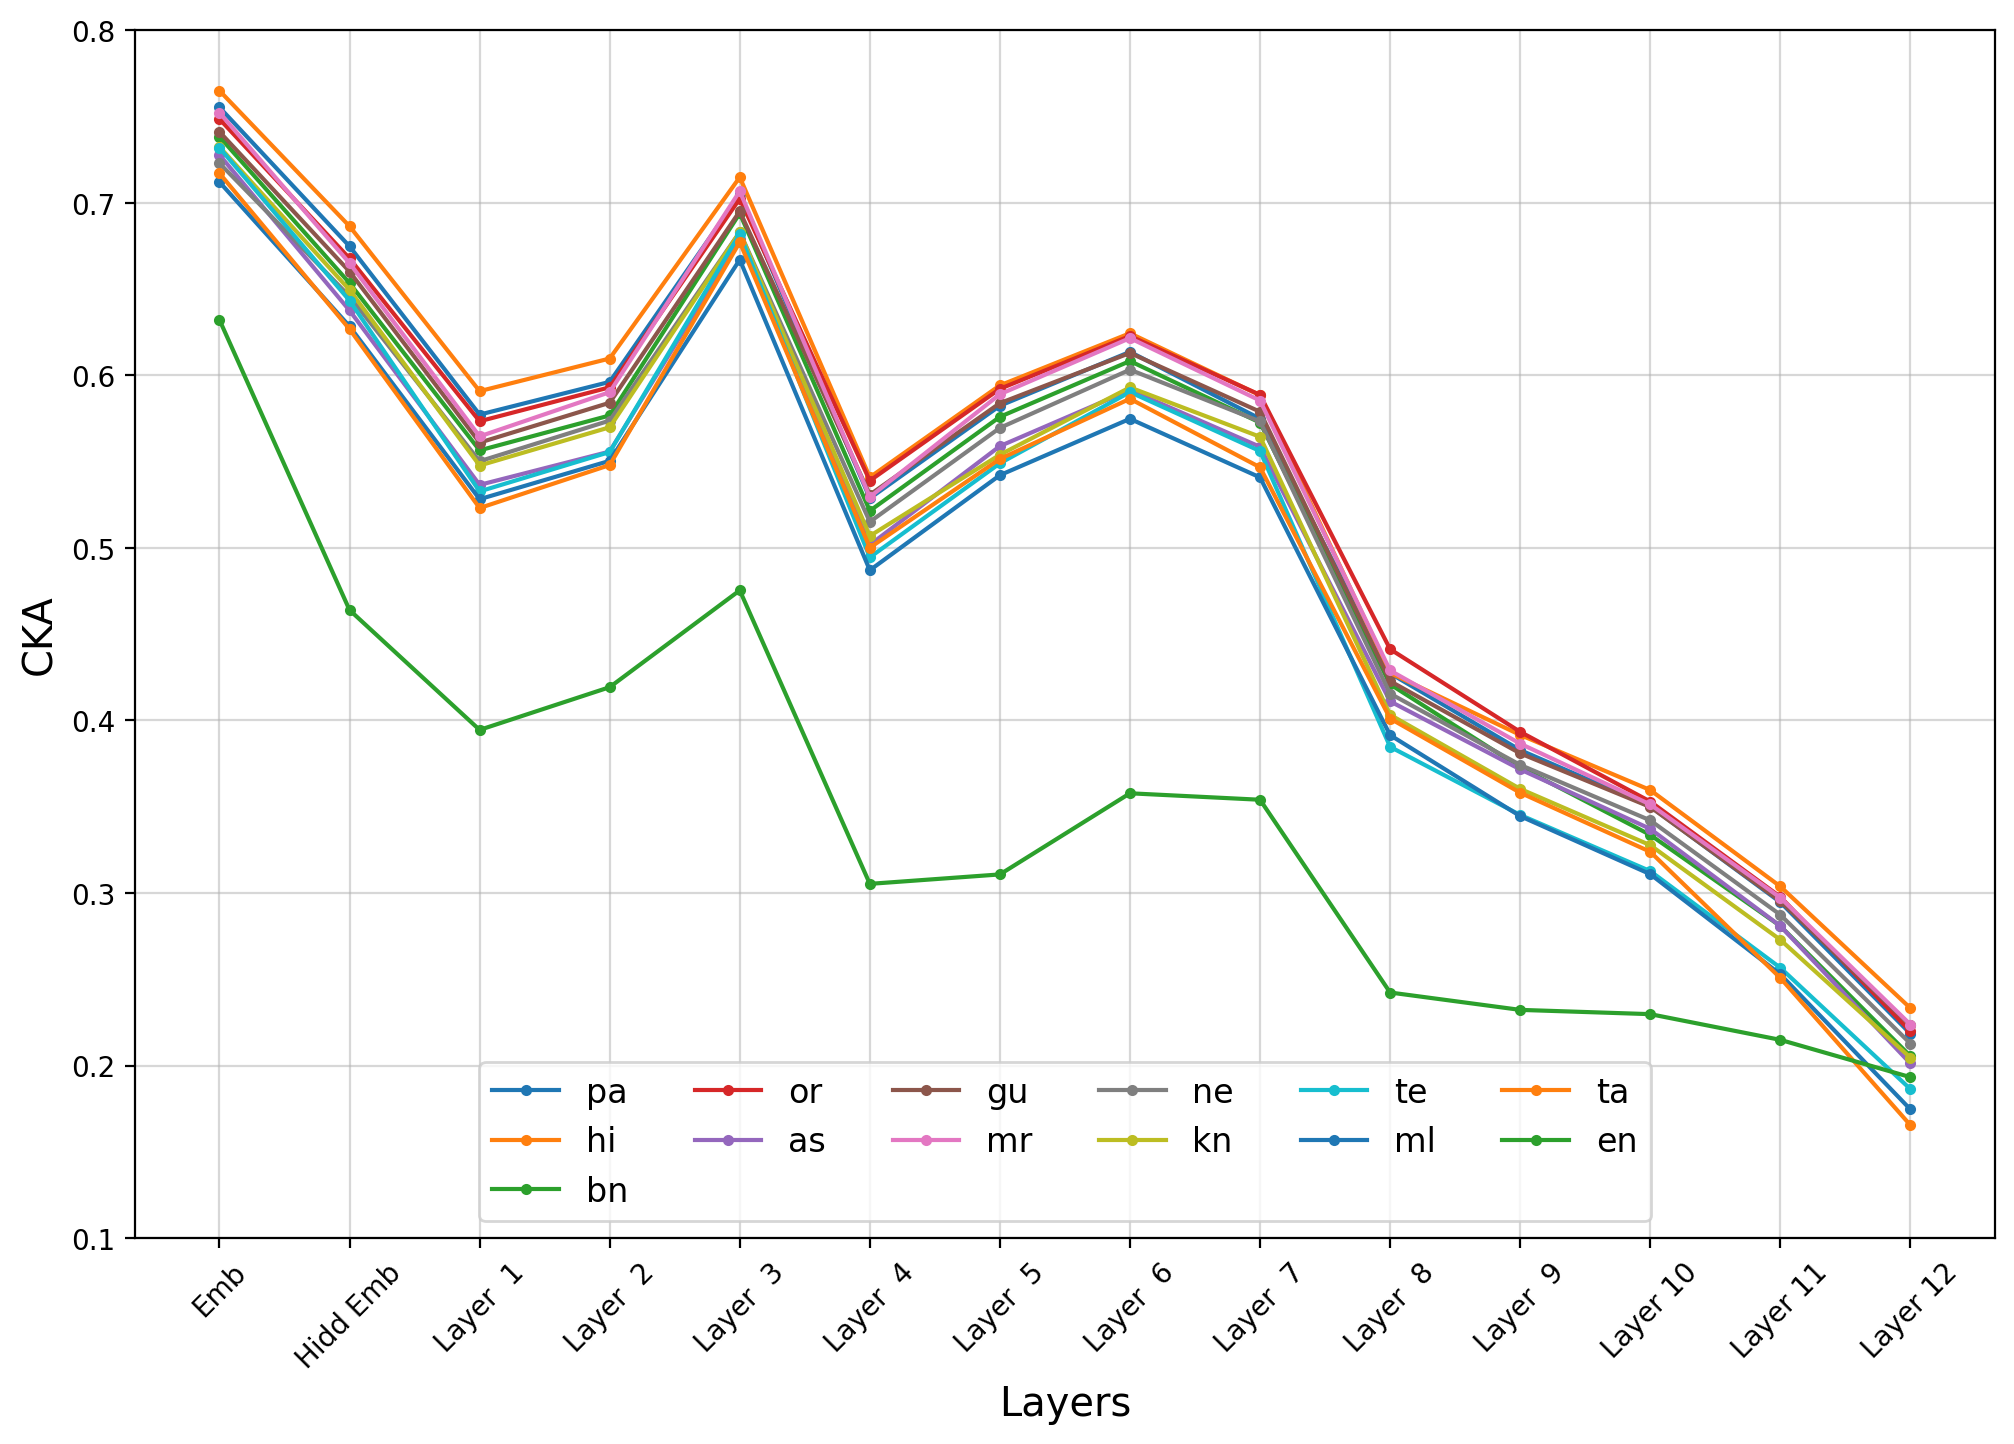 0.8
0.7
0.6
0.5
0.4
0.3
0.2
0.1
CKA
pa or gu ne te ta
hi as mr kn ml en
bn
Emb Hidd Emb Layer 1 Layer 2 Layer 3 Layer 4 Layer 5 Layer 6 Layer 7 Layer 8 Layer 9 Layer 10 Layer 11 Layer 12
Layers